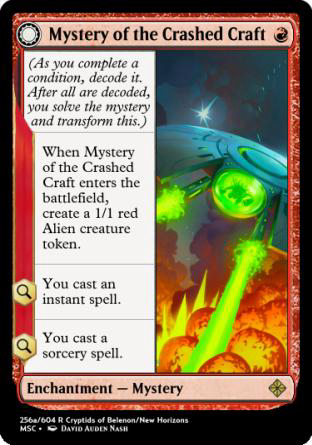 Mystery of the Crashed Craft
(As you complete a
condition, decode it.
After all are decoded,
you solve the mystery
and transform this.)
When Mystery
of the Crashed
Craft enters the
battlefield,
create a 1/1 red
Alien creature
token.
You cast an
instant spell.
You cast a
sorcery spell.
Enchantment — Mystery
256a/604 R Cryptids of Belenon/New Horizons
MSC • DAVID AUDEN NASH